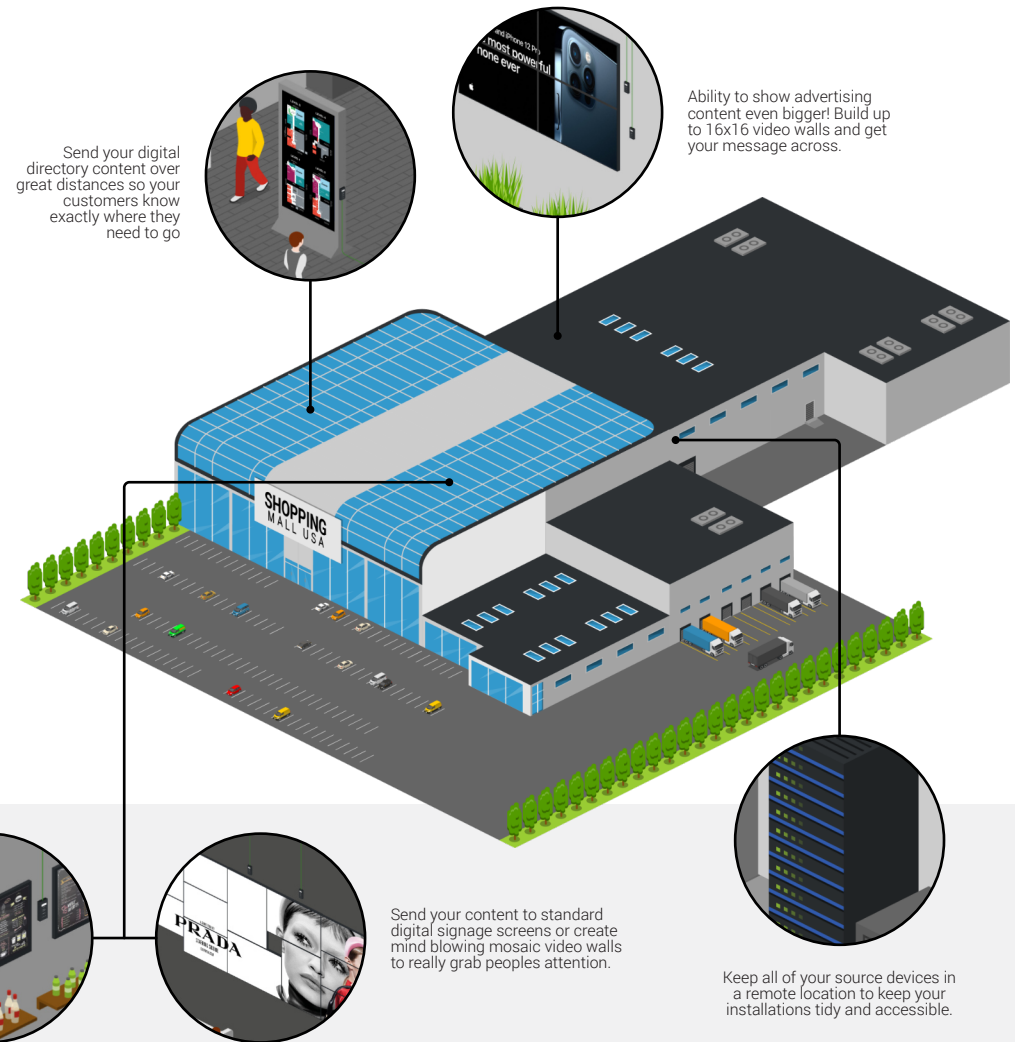 and iPhone 12 Pro
most powerful
Ability to show advertising
content even bigger! Build up
to 16x16 video walls and get
your message across.
Send your digital
directory content over
great distances so your
customers know
exactly where they
need to go
SHOPPING
MALL USA
PRADA
Send your content to standard
digital signage screens or create
mind blowing mosaic video walls
to really grab peoples attention.
Keep all of your source devices in
a remote location to keep your
installations tidy and accessible.